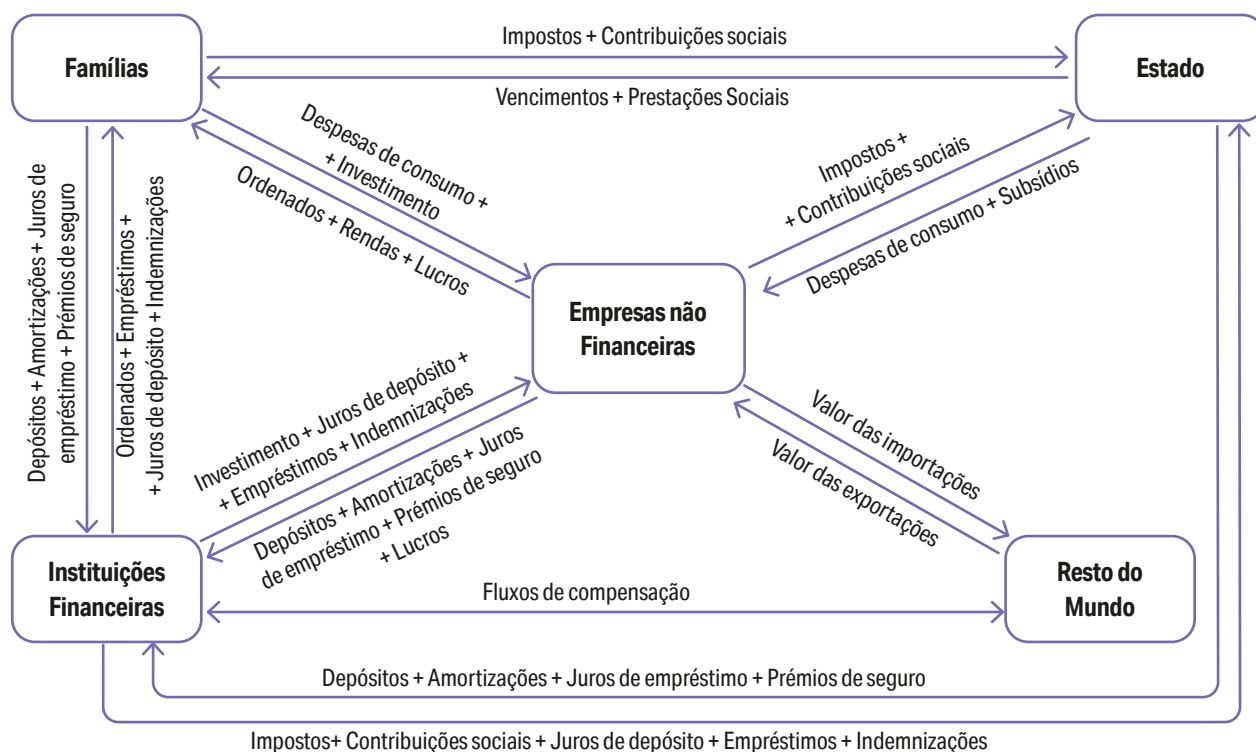 Impostos + Contribuições sociais
Famílias
Estado
Vencimentos + Prestações Sociais
Despesas de consumo +
+ Investimento
Ordenados + Rendas + Lucros
Impostos +
+ Contribuições sociais
Despesas de consumo + Subsídios
Depósitos + Amortizações + Juros de
empréstimo + Prémios de seguro
Ordenados + Empréstimos +
+ Juros de depósito + Indemnizações
Empresas não
Financeiras
Investimento + Juros de depósito +
+ Empréstimos + Indemnizações
Depósitos + Amortizações + Juros
de empréstimo + Prémios de seguro
+ Lucros
Valor das importações
Valor das exportações
Instituições
Financeiras
Fluxos de compensação
Resto do
Mundo
Depósitos + Amortizações + Juros de empréstimo + Prémios de seguro
Impostos+ Contribuições sociais + Juros de depósito + Empréstimos + Indemnizações